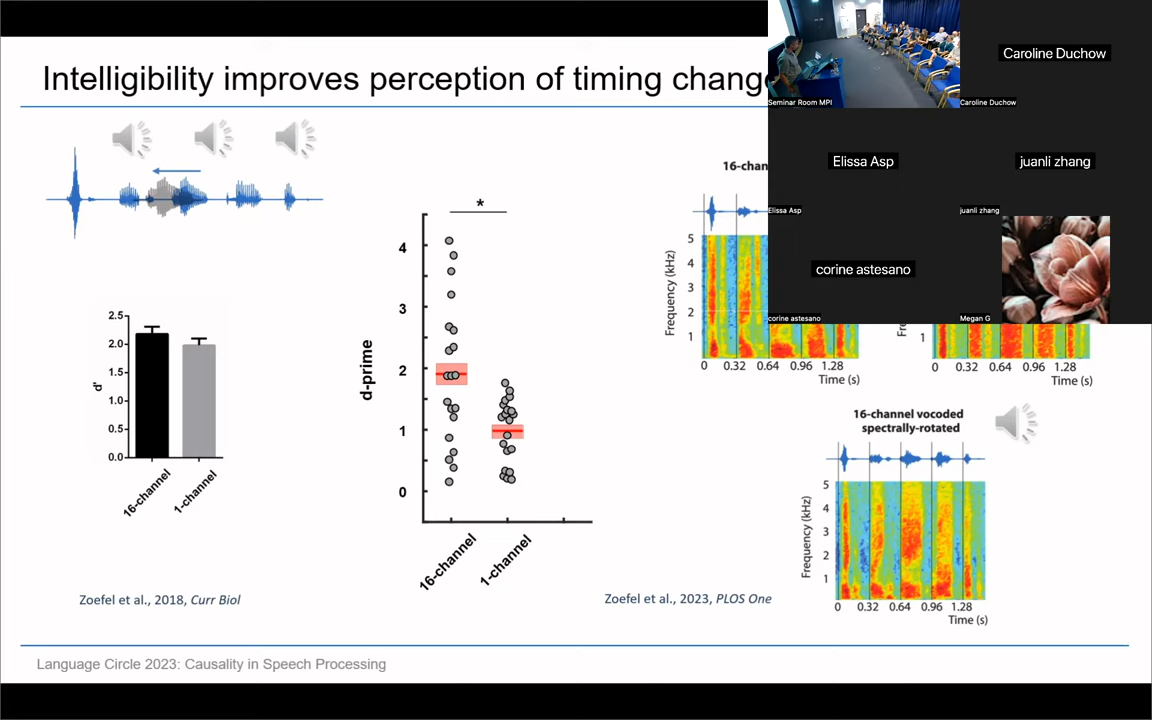 Intelligibility improves perception of timing
2.5
2.0
1.5
1.0
0.5
0.0
d'
16-channel
1-channel
Zoefel et al., 2018, Curr Biol
*
4
3
2
1
0
d-prime
16-channel
1-channel
Zoefel et al., 2023, PLOS One
5
4
3
2
1
Frequency (kHz)
0 0.32 0.64 0.96 1.28
Time (s)
1
0 0.32 0.64 0.96 1.28
Time (s)
16-channel vocoded
spectrally-rotated
5
4
3
2
1
Frequency (kHz)
0 0.32 0.64 0.96 1.28
Time (s)
Language Circle 2023: Causality in Speech Processing
Seminar Room MPI
Caroline Duchow
Caroline Duchow
Elissa Asp
Elissa Asp
juanli zhang
juanli zhang
corine astesano
corine astesano
Megan G